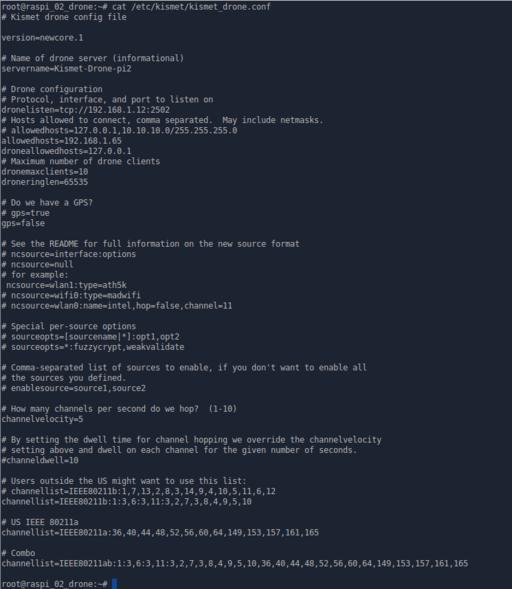 root@raspi_02_drone:~# cat /etc/kismet/kismet_drone.conf
# Kismet drone config file

version=newcore.1

# Name of drone server (informational)
servername=Kismet-Drone-pi2

# Drone configuration
# Protocol, interface, and port to listen on
dronelisten=tcp://192.168.1.12:2502
# Hosts allowed to connect, comma separated.  May include netmasks.
# allowedhosts=127.0.0.1,10.10.10.0/255.255.255.0
allowedhosts=192.168.1.65
droneallowedhosts=127.0.0.1
# Maximum number of drone clients
dronemaxclients=10
droneringlen=65535

# Do we have a GPS?
# gps=true
gps=false

# See the README for full information on the new source format
# ncsource=interface:options
# ncsource=null
# for example:
 ncsource=wlan1:type=ath5k
# ncsource=wifi0:type=madwifi
# ncsource=wlan0:name=intel,hop=false,channel=11

# Special per-source options
# sourceopts=[sourcename|*]:opt1,opt2
# sourceopts=*:fuzzycrypt,weakvalidate

# Comma-separated list of sources to enable, if you don't want to enable all
# the sources you defined.
# enablesource=source1,source2

# How many channels per second do we hop?  (1-10)
channelvelocity=5

# By setting the dwell time for channel hopping we override the channelvelocity
# setting above and dwell on each channel for the given number of seconds.
#channeldwell=10

# Users outside the US might want to use this list:
# channellist=IEEE80211b:1,7,13,2,8,3,14,9,4,10,5,11,6,12
channellist=IEEE80211b:1:3,6:3,11:3,2,7,3,8,4,9,5,10

# US IEEE 80211a
channellist=IEEE80211a:36,40,44,48,52,56,60,64,149,153,157,161,165

# Combo
channellist=IEEE80211ab:1:3,6:3,11:3,2,7,3,8,4,9,5,10,36,40,44,48,52,56,60,64,149,153,157,161,165

root@raspi_02_drone:~#